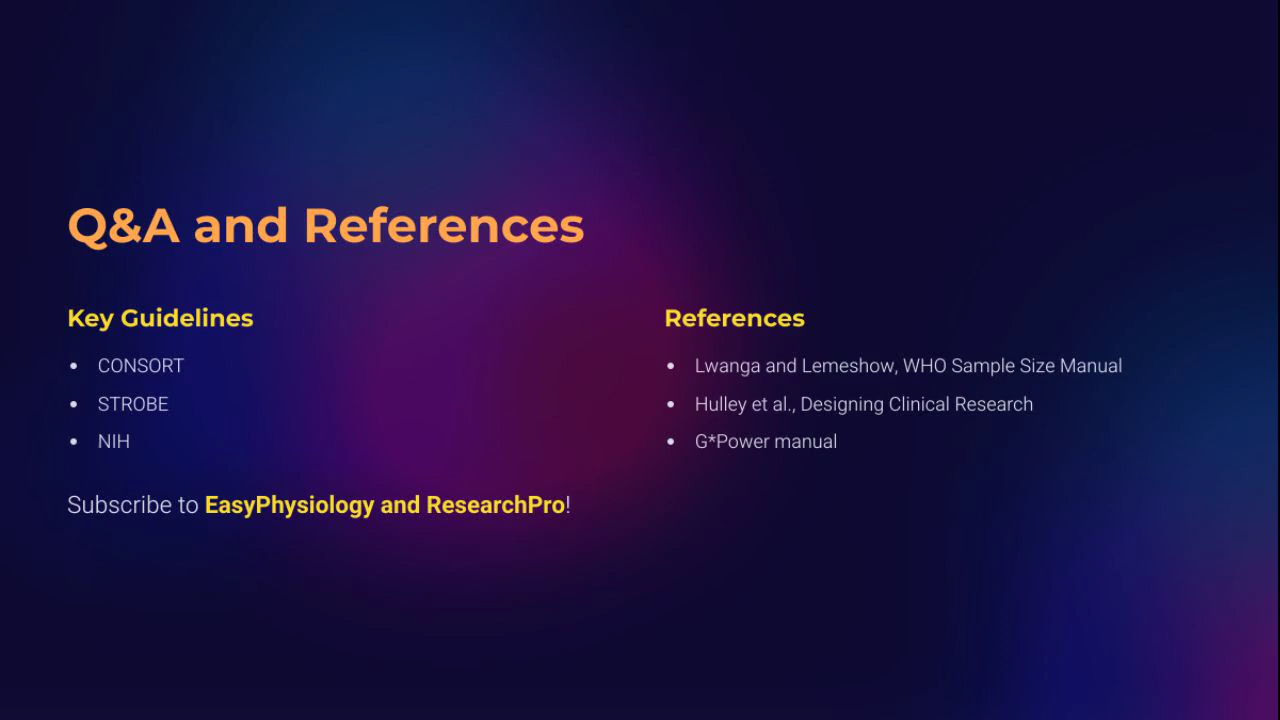 Q&A and References
Key Guidelines
• CONSORT
• STROBE
• NIH
References
• Lwanga and Lemeshow, WHO Sample Size Manual
• Hulley et al., Designing Clinical Research
• G*Power manual
Subscribe to EasyPhysiology and ResearchPro!